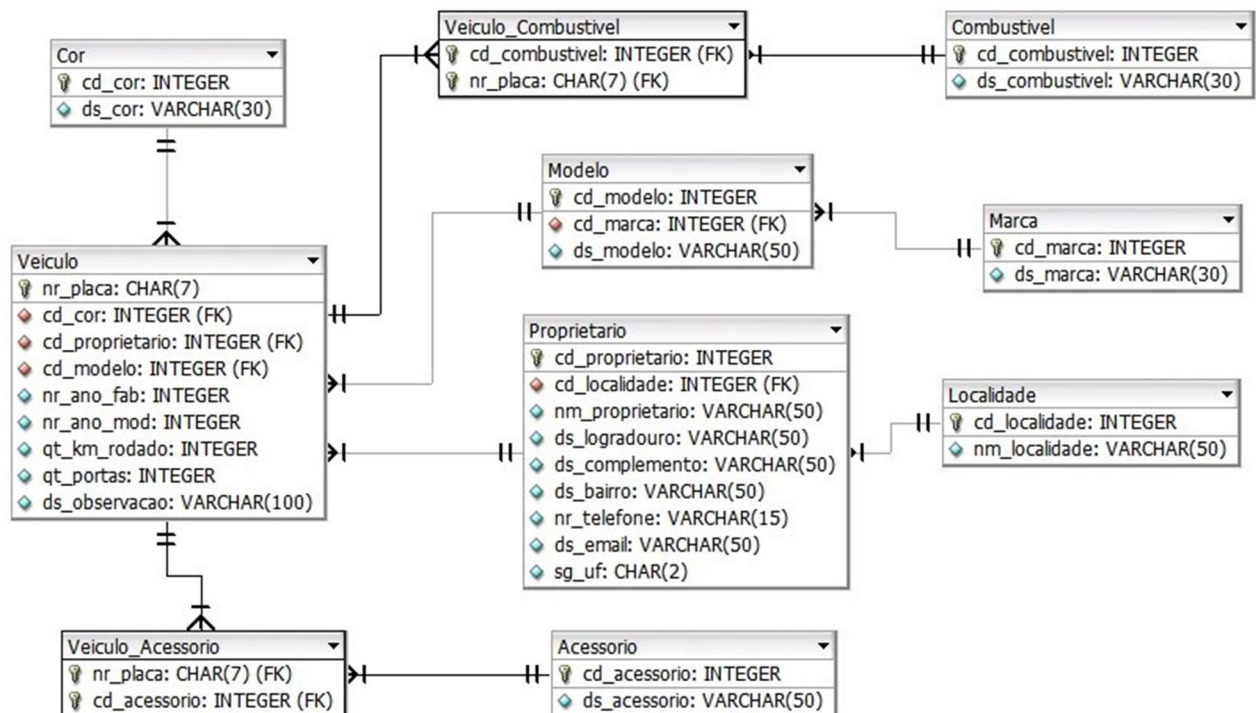 Cor
cd_cor: INTEGER
ds_cor: VARCHAR(30)
Veiculo_Combustivel
cd_combustivel: INTEGER (FK)
nr_placa: CHAR(7) (FK)
Combustivel
cd_combustivel: INTEGER
ds_combustivel: VARCHAR(30)
Modelo
cd_modelo: INTEGER
cd_marca: INTEGER (FK)
ds_modelo: VARCHAR(50)
Marca
cd_marca: INTEGER
ds_marca: VARCHAR(30)
Veiculo
nr_placa: CHAR(7)
cd_cor: INTEGER (FK)
cd_proprietario: INTEGER (FK)
cd_modelo: INTEGER (FK)
nr_ano_fab: INTEGER
nr_ano_mod: INTEGER
qt_km_rodado: INTEGER
qt_portas: INTEGER
ds_observacao: VARCHAR(100)
Proprietario
cd_proprietario: INTEGER
cd_localidade: INTEGER (FK)
nm_proprietario: VARCHAR(50)
ds_logradouro: VARCHAR(50)
ds_complemento: VARCHAR(50)
ds_bairro: VARCHAR(50)
nr_telefone: VARCHAR(15)
ds_email: VARCHAR(50)
sg_uf: CHAR(2)
Localidade
cd_localidade: INTEGER
nm_localidade: VARCHAR(50)
Veiculo_Acessorio
nr_placa: CHAR(7) (FK)
cd_acessorio: INTEGER (FK)
Acessorio
cd_acessorio: INTEGER
ds_acessorio: VARCHAR(50)